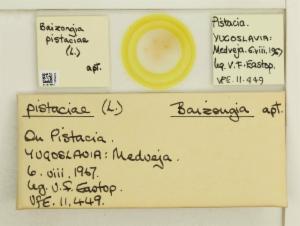 Baizongia
pistaciae
(L.)
apt.
Pistacia.
YUGOSLAVIA:
Medveja. 6.viii.1967
leg. V.F. Eastop.
VFE. 11,449
pistaciae (L.) Baizongia apt.
On Pistacia.
YUGOSLAVIA: Medveja.
6. viii. 1967.
leg. V.F. Eastop.
VFE. 11,449.